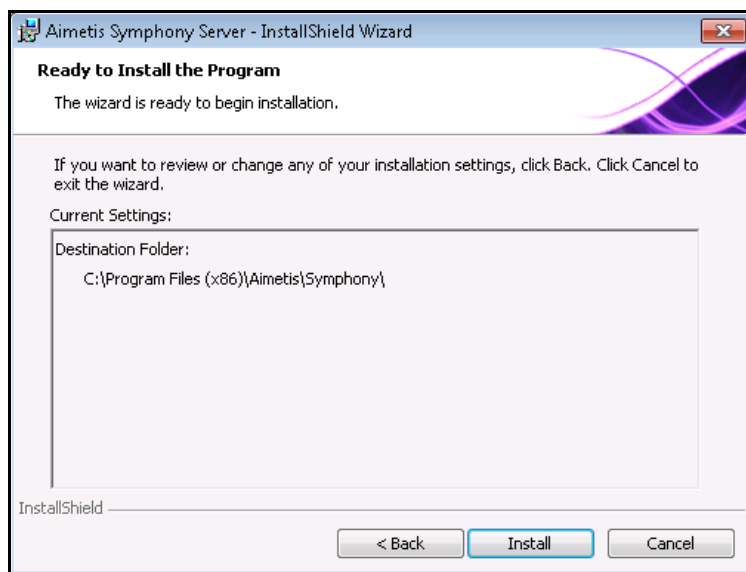 Aimetis Symphony Server - InstallShield Wizard
Ready to Install the Program
The wizard is ready to begin installation.
If you want to review or change any of your installation settings, click Back. Click Cancel to
exit the wizard.
Current Settings:
Destination Folder:
C:\Program Files (x86)\Aimetis\Symphony\
InstallShield
< Back
Install
Cancel